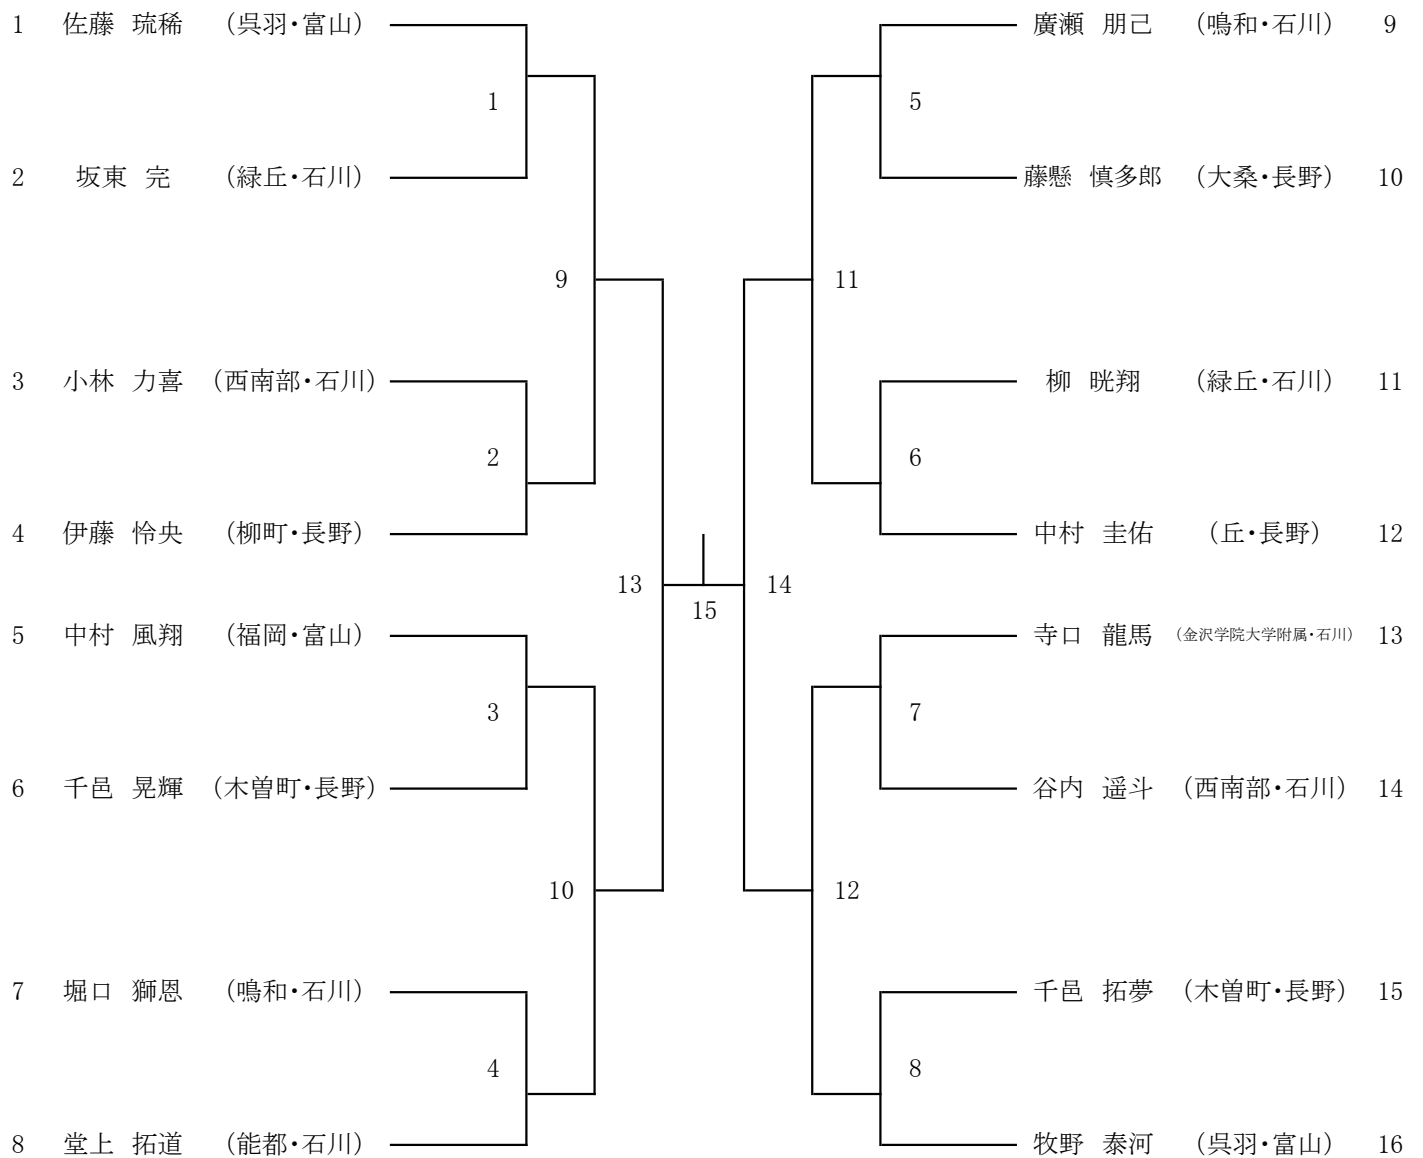 1 佐藤 琉稀 (呉羽・富山)
1
2 坂東 完 (緑丘・石川)
9
3 小林 力喜 (西南部・石川)
2
4 伊藤 怜央 (柳町・長野)
13
5 中村 風翔 (福岡・富山)
3
6 千邑 晃輝 (木曽町・長野)
10
7 堀口 獅恩 (鳴和・石川)
4
8 堂上 拓道 (能都・石川)
15
廣瀬 朋己 (鳴和・石川) 9
5
藤懸 慎多郎 (大桑・長野) 10
11
柳 晄翔 (緑丘・石川) 11
6
中村 圭佑 (丘・長野) 12
14
寺口 龍馬 (金沢学院大学附属・石川) 13
7
谷内 遥斗 (西南部・石川) 14
12
千邑 拓夢 (木曽町・長野) 15
8
牧野 泰河 (呉羽・富山) 16